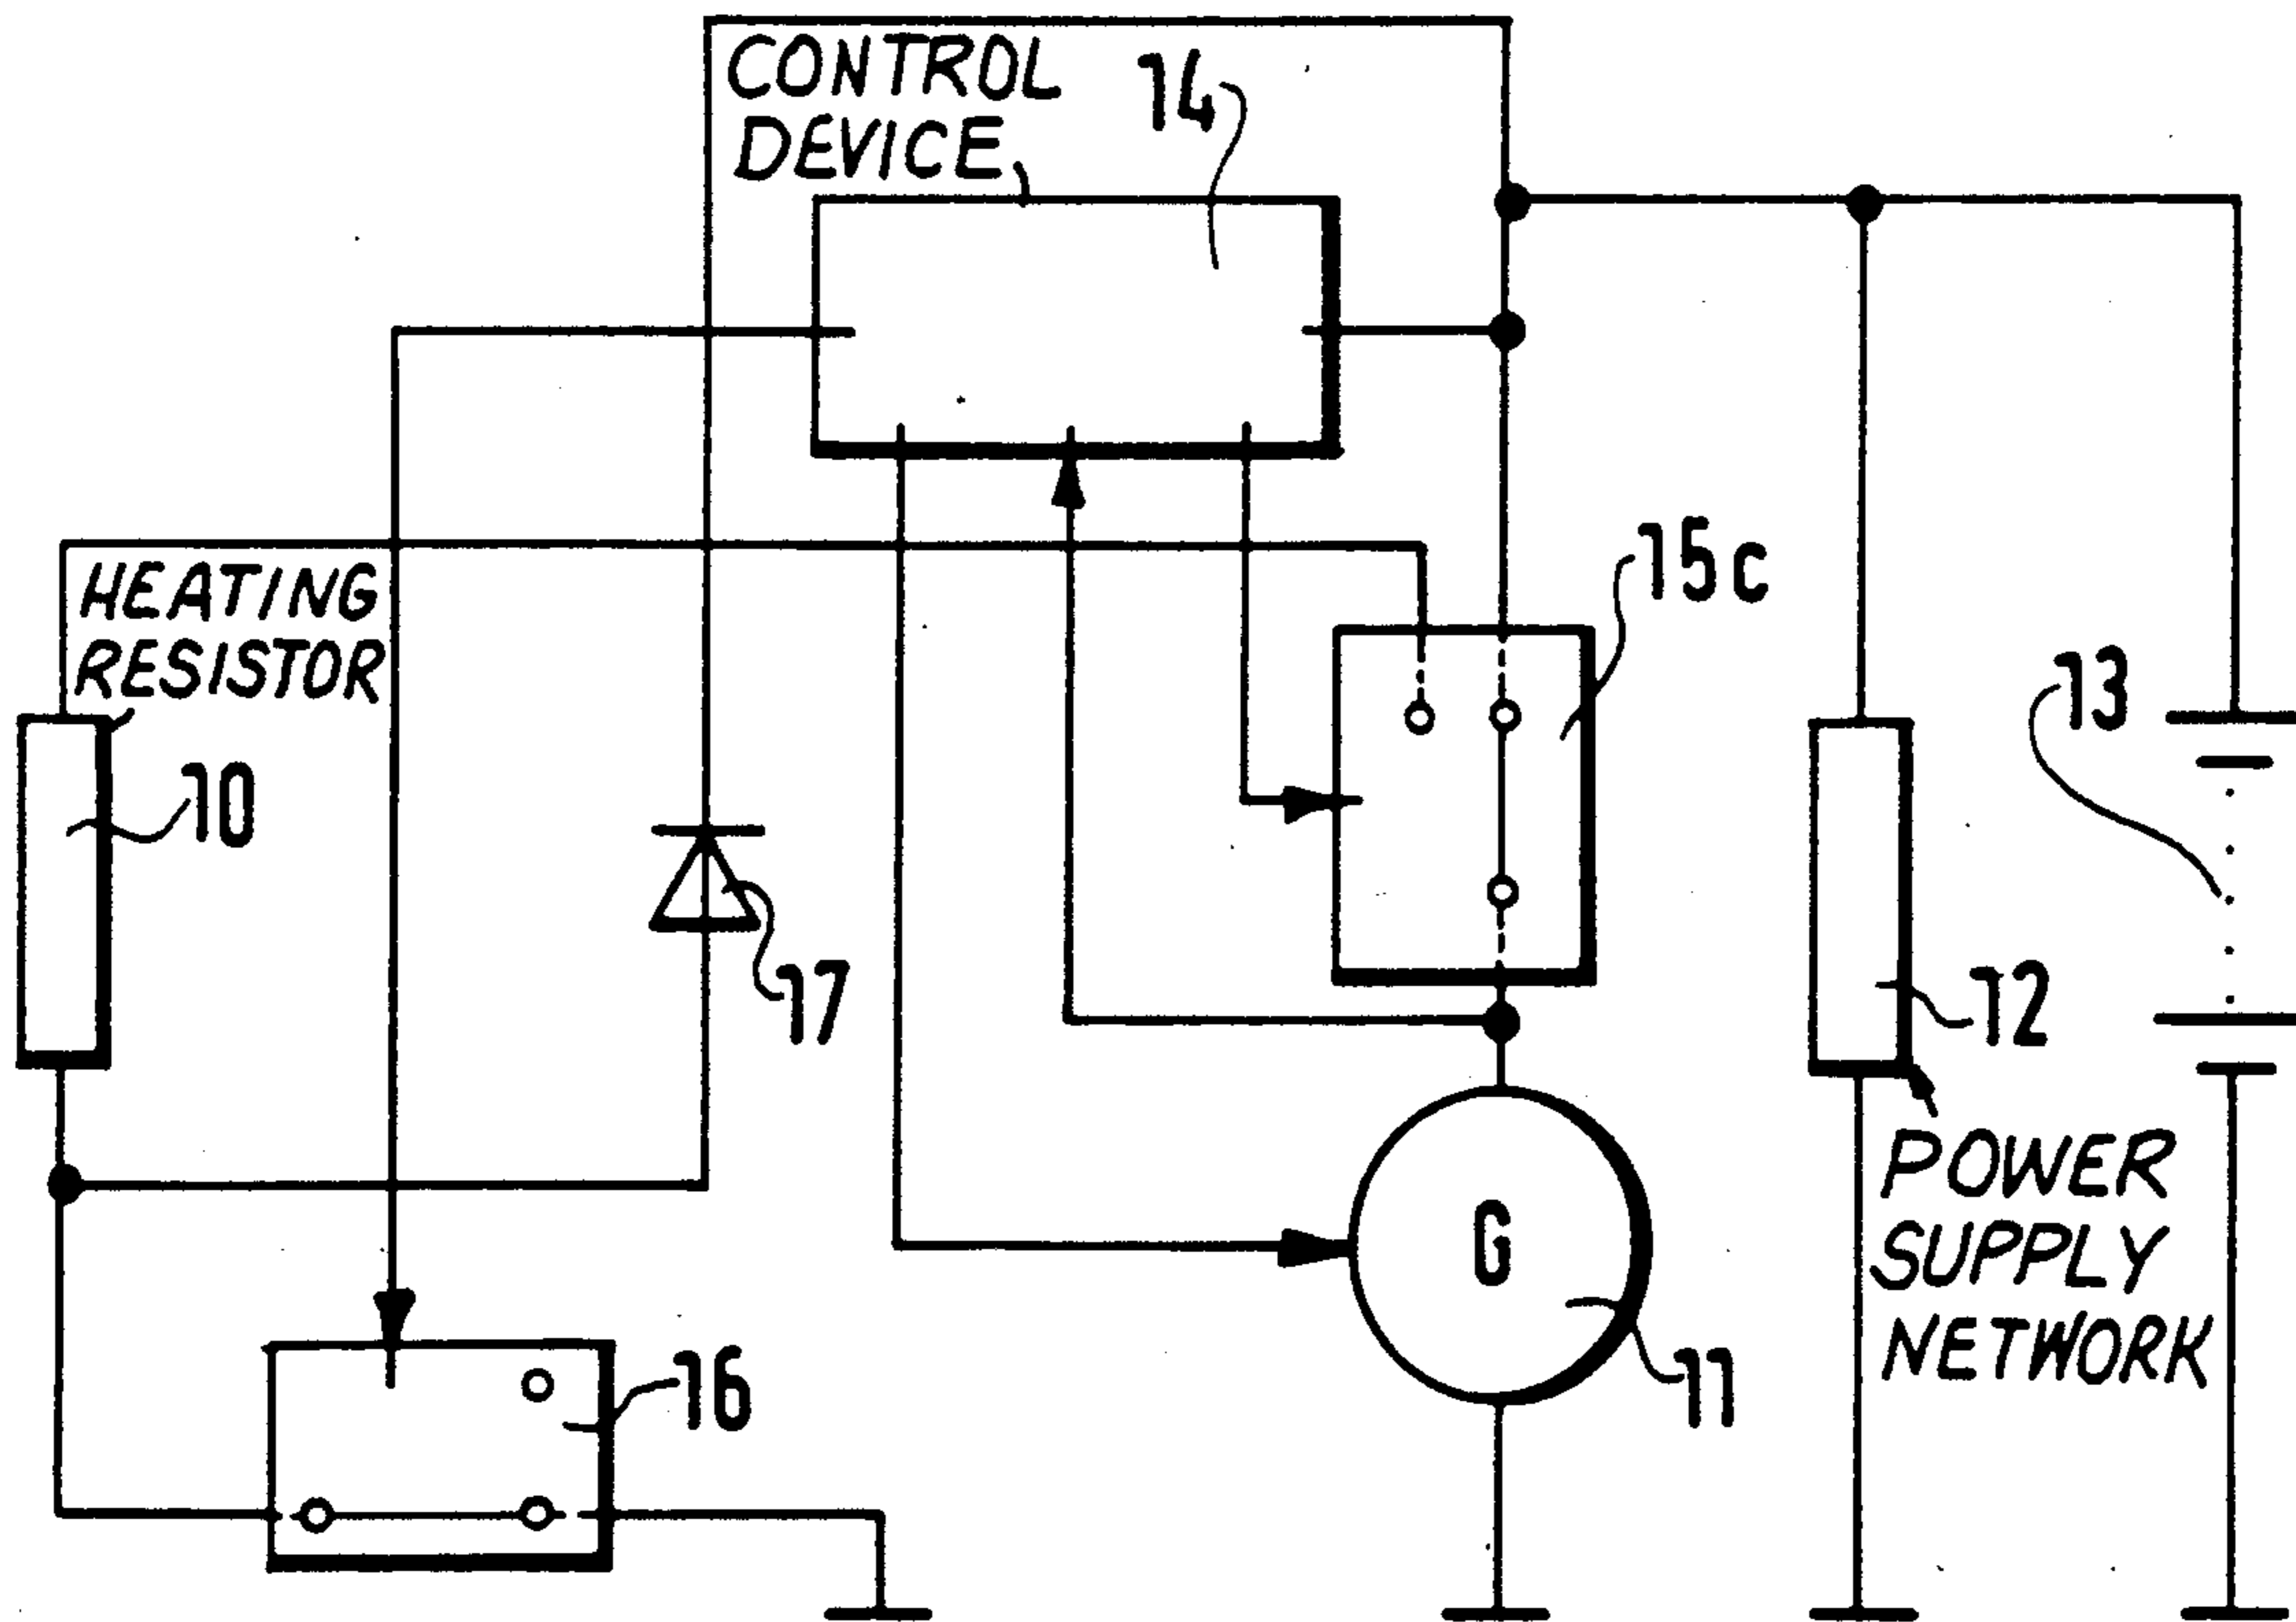 CONTROL
DEVICE
14
HEATING
RESISTOR
15c
13
10
17
12
POWER
SUPPLY
NETWORK
G
11
16